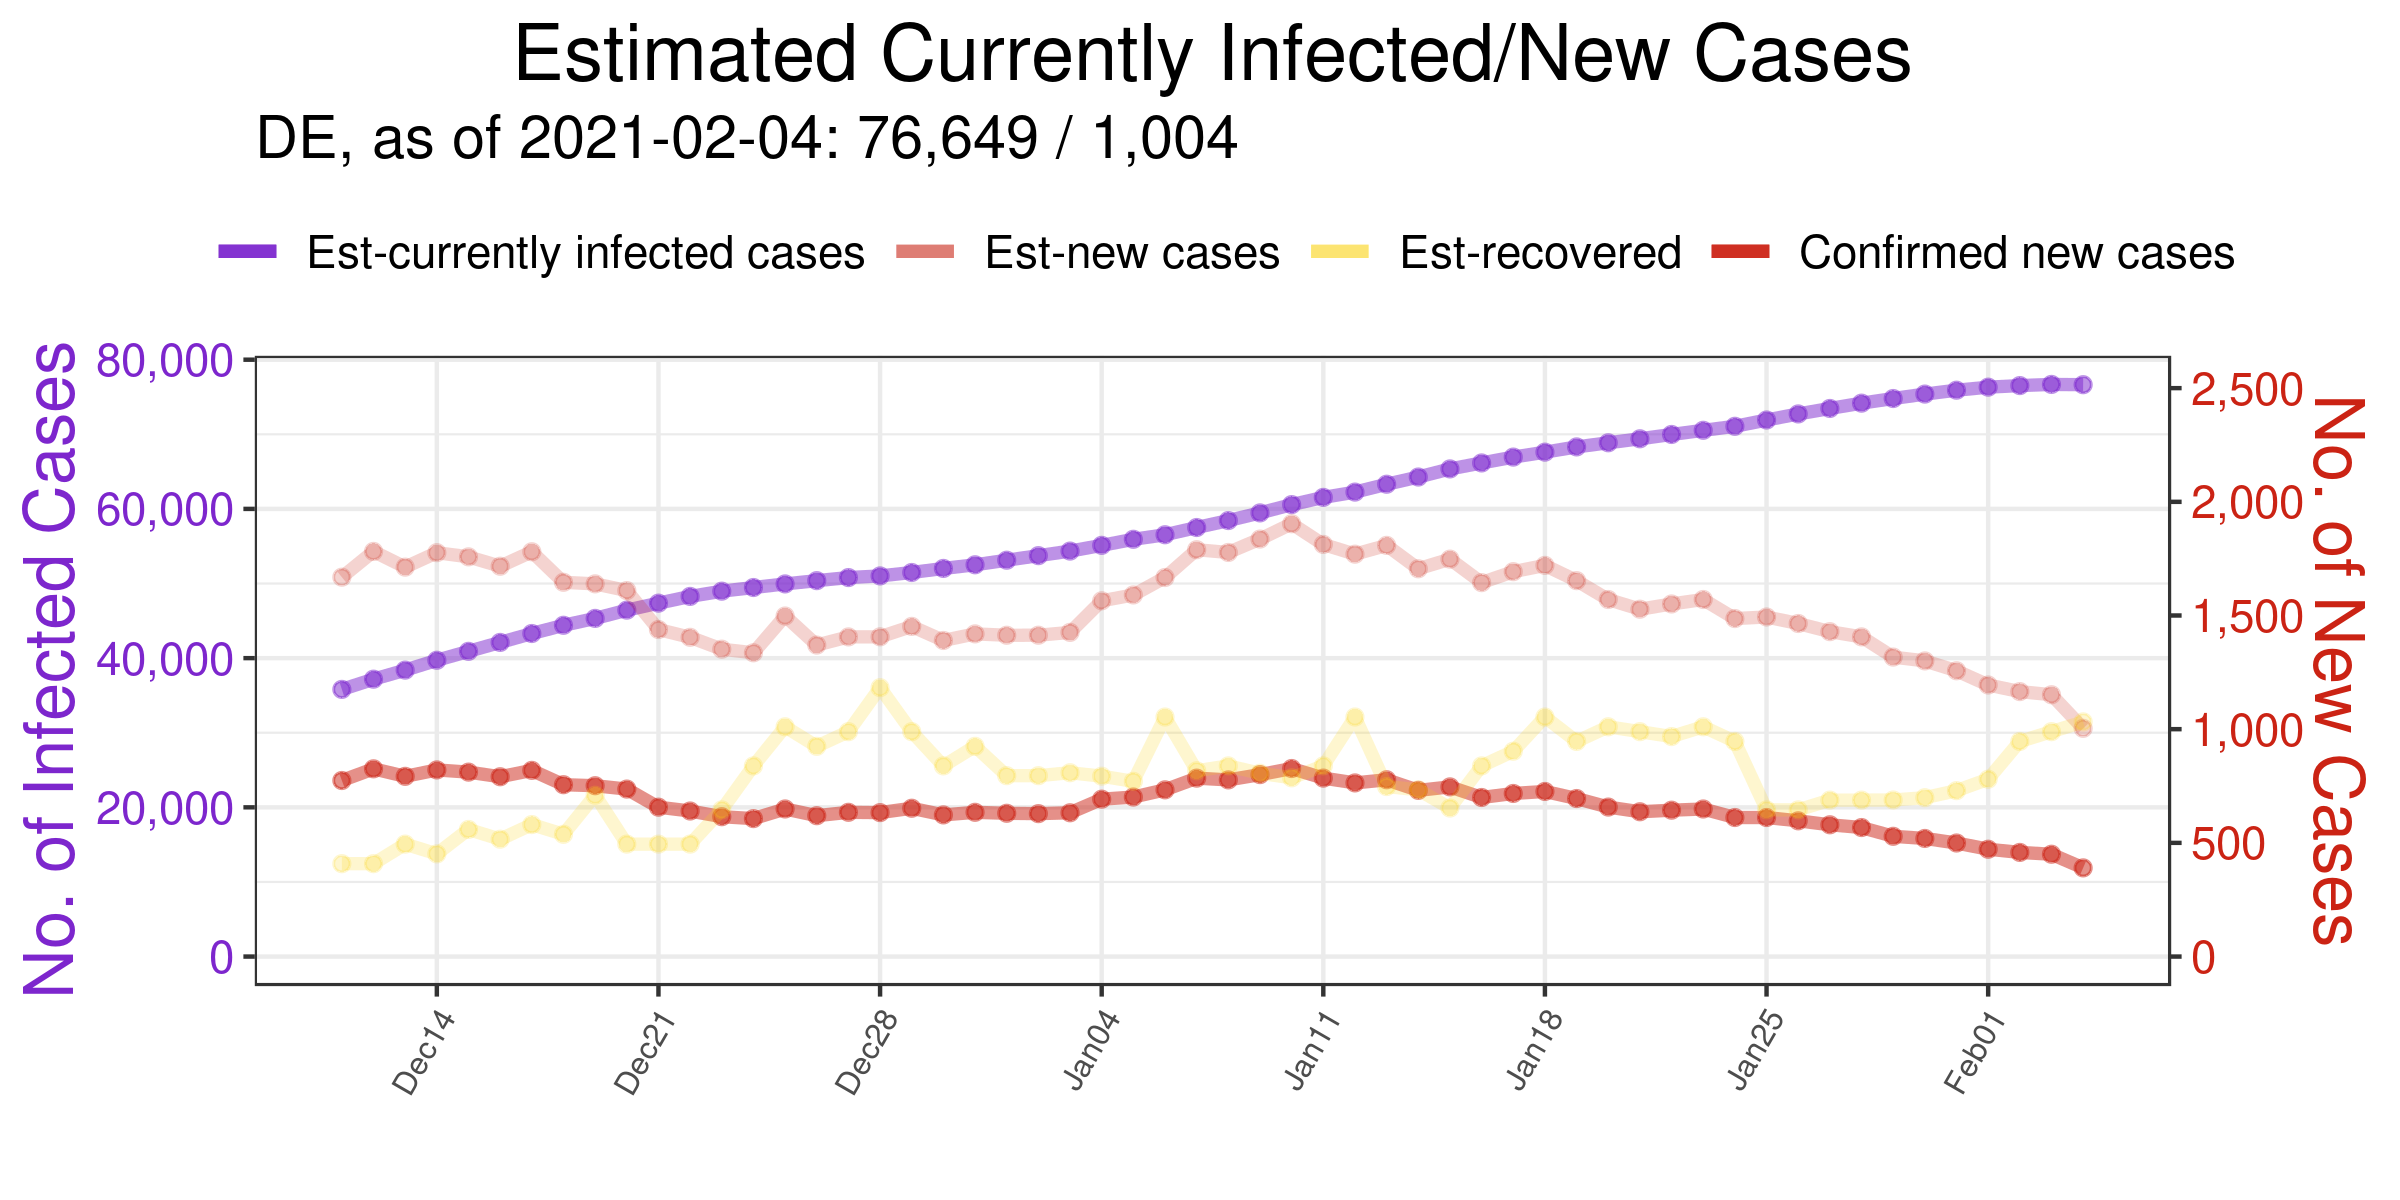 Estimated Currently Infected/New Cases
DE, as of 2021-02-04: 76,649 / 1,004
Est-currently infected cases Est-new cases Est-recovered Confirmed new cases
No. of Infected Cases
80,000
60,000
40,000
20,000
0
2,500
2,000
1,500
1,000
500
0
No. of New Cases
Dec14 Dec21 Dec28 Jan04 Jan11 Jan18 Jan25 Feb01